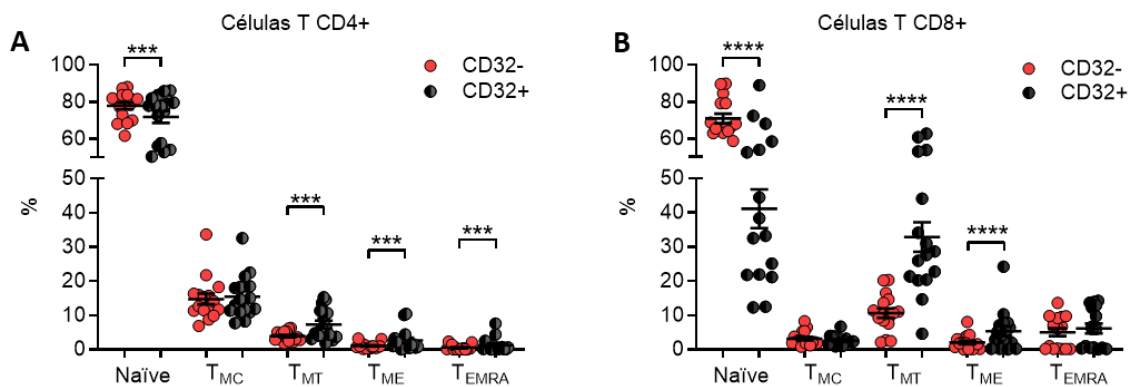 A
Células T CD4+
***
CD32-
CD32+
100
80
60
50
40
30
20
10
0
%
***
***
***
Naïve
TMC
TMT
TME
TEMRA
B
Células T CD8+
****
****
CD32-
CD32+
100
80
60
50
40
30
20
10
0
%
****
Naïve
TMC
TMT
TME
TEMRA